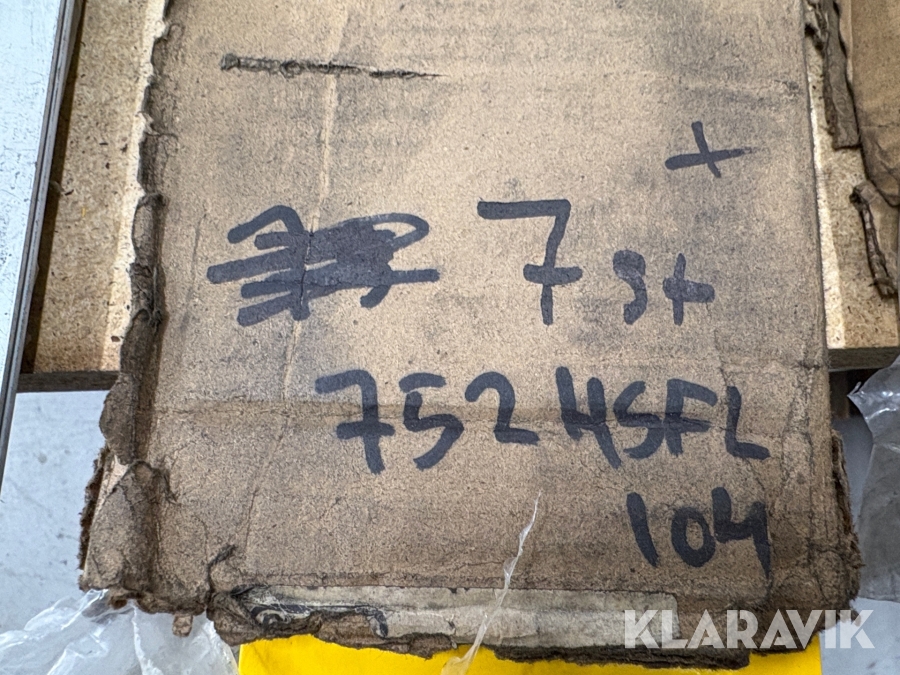 +
7 st
752 HSFL
104
KLARAVIK